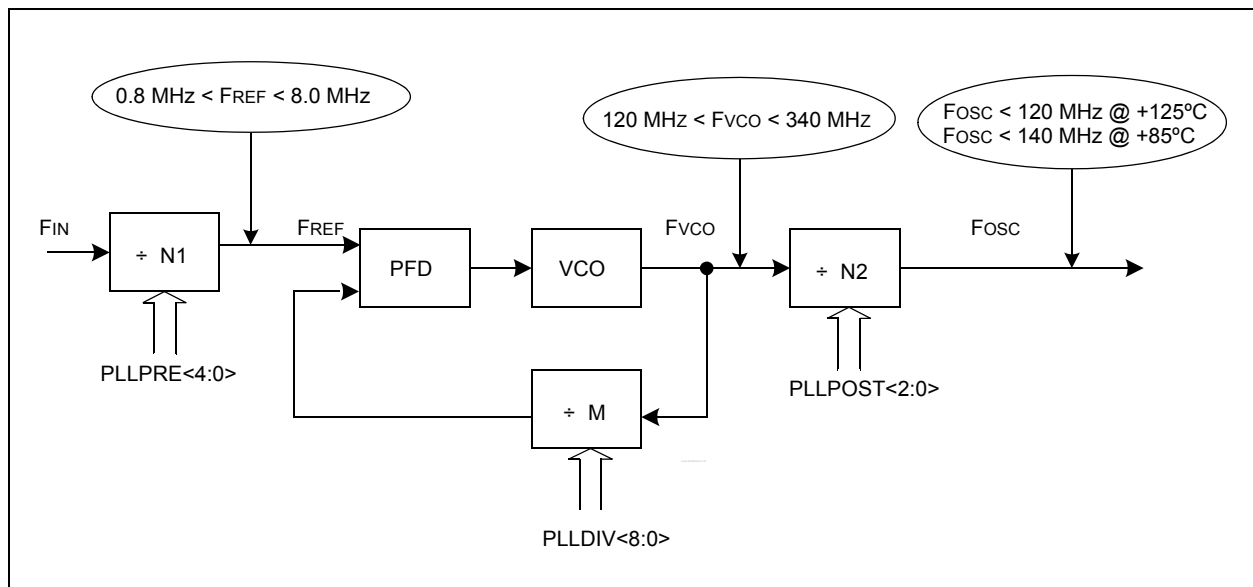 0.8 MHz < FREF < 8.0 MHz
120 MHz < FVCO < 340 MHz
FOSC < 120 MHz @ +125ºC
FOSC < 140 MHz @ +85ºC
FIN
FREF
FVCO
FOSC
÷ N1
PFD
VCO
÷ N2
PLLPRE<4:0>
PLLPOST<2:0>
÷ M
PLLDIV<8:0>